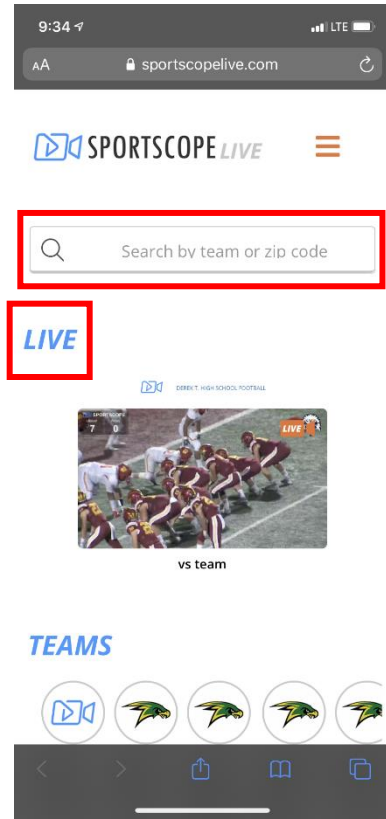 9:34 LTE
AA sportscopelive.com
SPORTSCOPE LIVE
Search by team or zip code
LIVE
DEREK T. HIGH SCHOOL FOOTBALL
SPORTSCOPE
7 0
LIVE
vs team
TEAMS